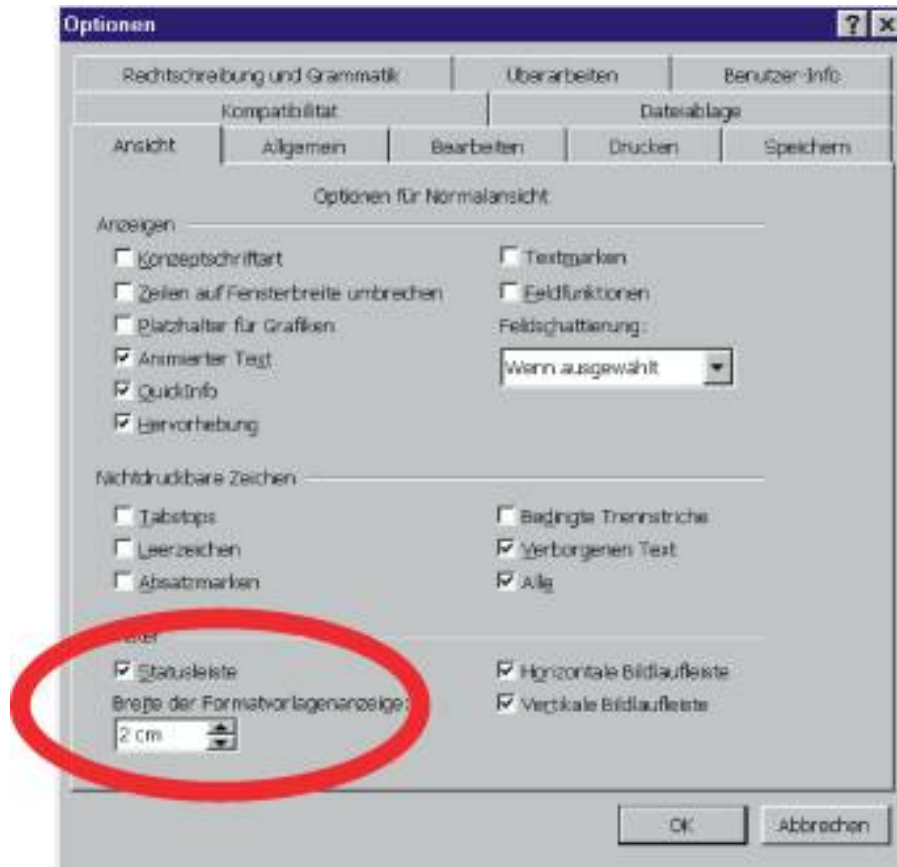 Optionen
Rechtschreibung und Grammatik Überarbeiten Benutzer-Info
Kompatibilität Dateiablage
Ansicht Allgemein Bearbeiten Drucken Speichern
Optionen für Normalansicht
Anzeigen
Konzeptschriftart Textmarken
Zeilen auf Fensterbreite umbrechen Feldfunktionen
Platzhalter für Grafiken Feldschattierung:
Animierter Text Wenn ausgewählt
QuickInfo
Hervorhebung
Nichtdruckbare Zeichen
Tabstops Bedingte Trennstriche
Leerzeichen Verborgenen Text
Absatzmarken Alle
Statusleiste Horizontale Bildlaufleiste
Breite der Formatvorlagenanzeige: Vertikale Bildlaufleiste
2 cm
OK Abbrechen